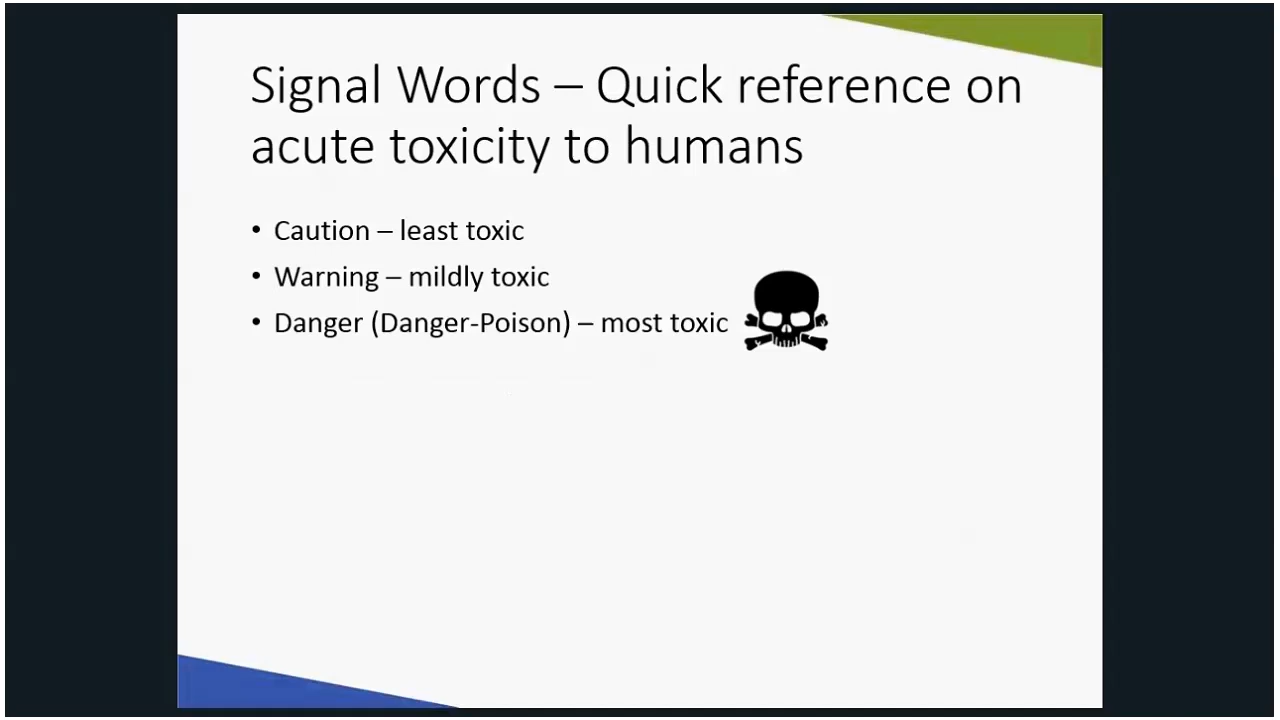 Signal Words – Quick reference on
acute toxicity to humans
• Caution – least toxic
• Warning – mildly toxic
• Danger (Danger-Poison) – most toxic